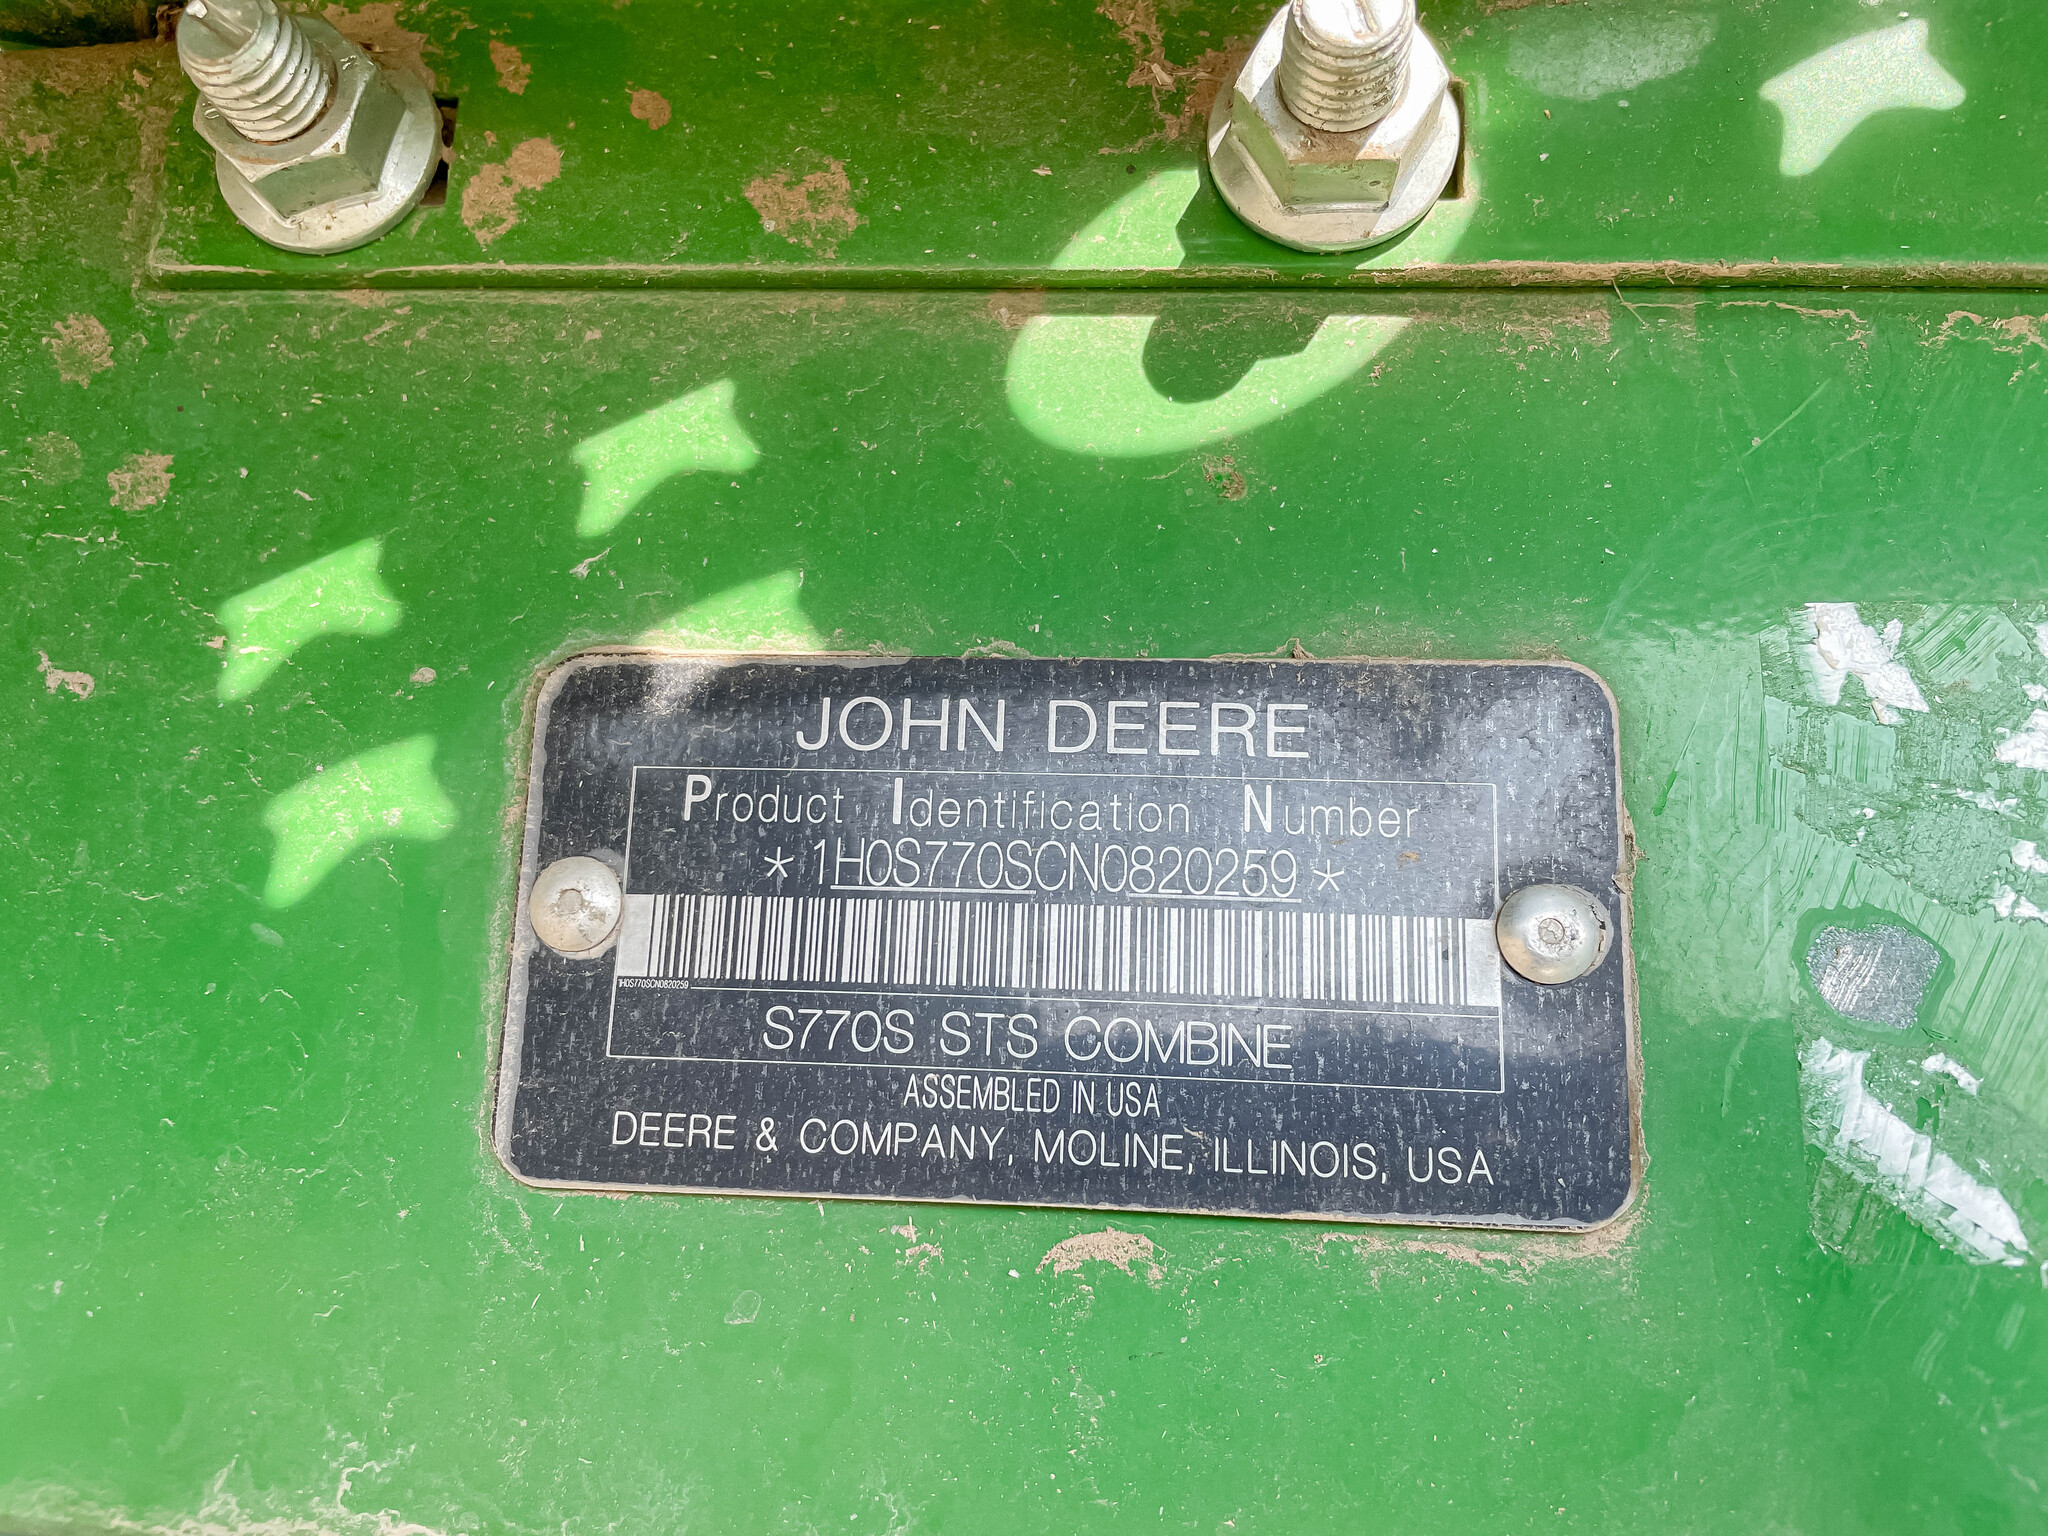 JOHN DEERE
Product Identification Number
*1H0S770SCN0820259*
1H0S770SCN0820259
S770S STS COMBINE
ASSEMBLED IN USA
DEERE & COMPANY, MOLINE, ILLINOIS, USA